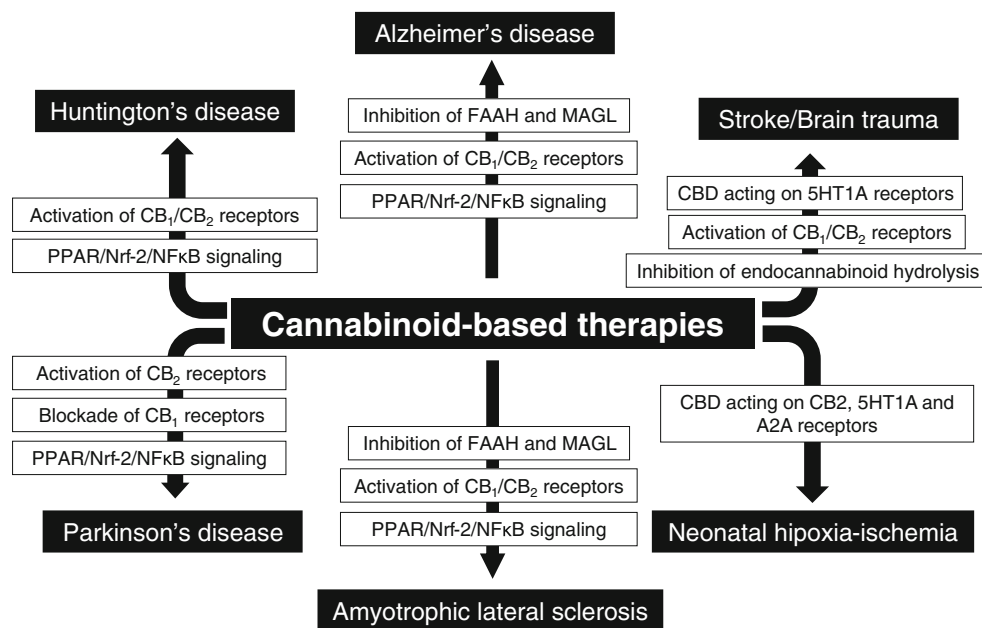 Alzheimer's disease
Inhibition of FAAH and MAGL
Activation of CB₁/CB₂ receptors
PPAR/Nrf-2/NFκB signaling
Huntington's disease
Activation of CB₁/CB₂ receptors
PPAR/Nrf-2/NFκB signaling
Stroke/Brain trauma
CBD acting on 5HT1A receptors
Activation of CB₁/CB₂ receptors
Inhibition of endocannabinoid hydrolysis
Cannabinoid-based therapies
Activation of CB₂ receptors
Blockade of CB₁ receptors
PPAR/Nrf-2/NFκB signaling
Parkinson's disease
Inhibition of FAAH and MAGL
Activation of CB₁/CB₂ receptors
PPAR/Nrf-2/NFκB signaling
Amyotrophic lateral sclerosis
CBD acting on CB2, 5HT1A and
A2A receptors
Neonatal hipoxia-ischemia